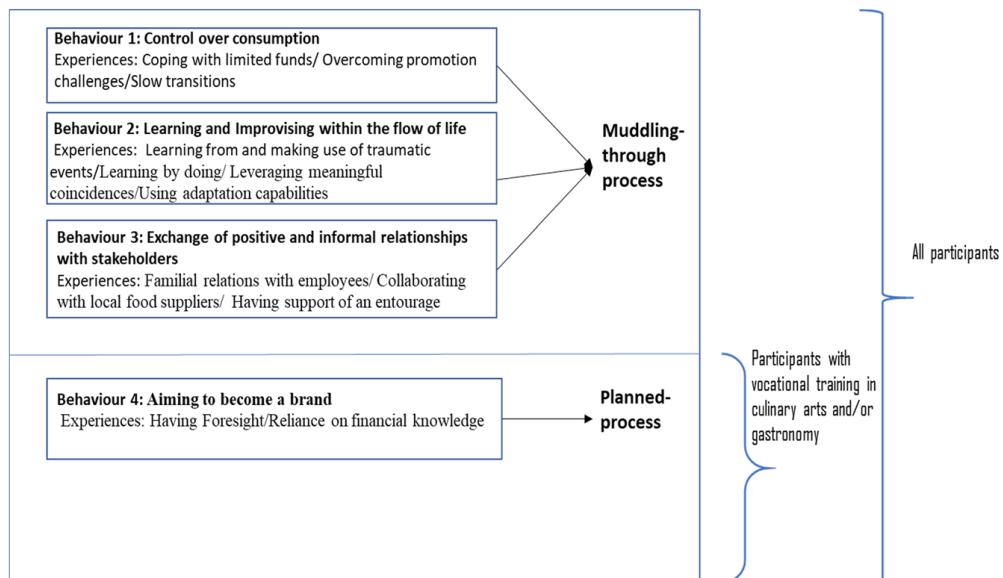 Behaviour 1: Control over consumption
Experiences: Coping with limited funds/ Overcoming promotion
challenges/Slow transitions
Behaviour 2: Learning and Improvising within the flow of life
Experiences: Learning from and making use of traumatic
events/Learning by doing/ Leveraging meaningful
coincidences/Using adaptation capabilities
Behaviour 3: Exchange of positive and informal relationships
with stakeholders
Experiences: Familial relations with employees/ Collaborating
with local food suppliers/ Having support of an entourage
Muddling-
through
process
All participants
Behaviour 4: Aiming to become a brand
Experiences: Having Foresight/Reliance on financial knowledge
Planned-
process
Participants with
vocational training in
culinary arts and/or
gastronomy